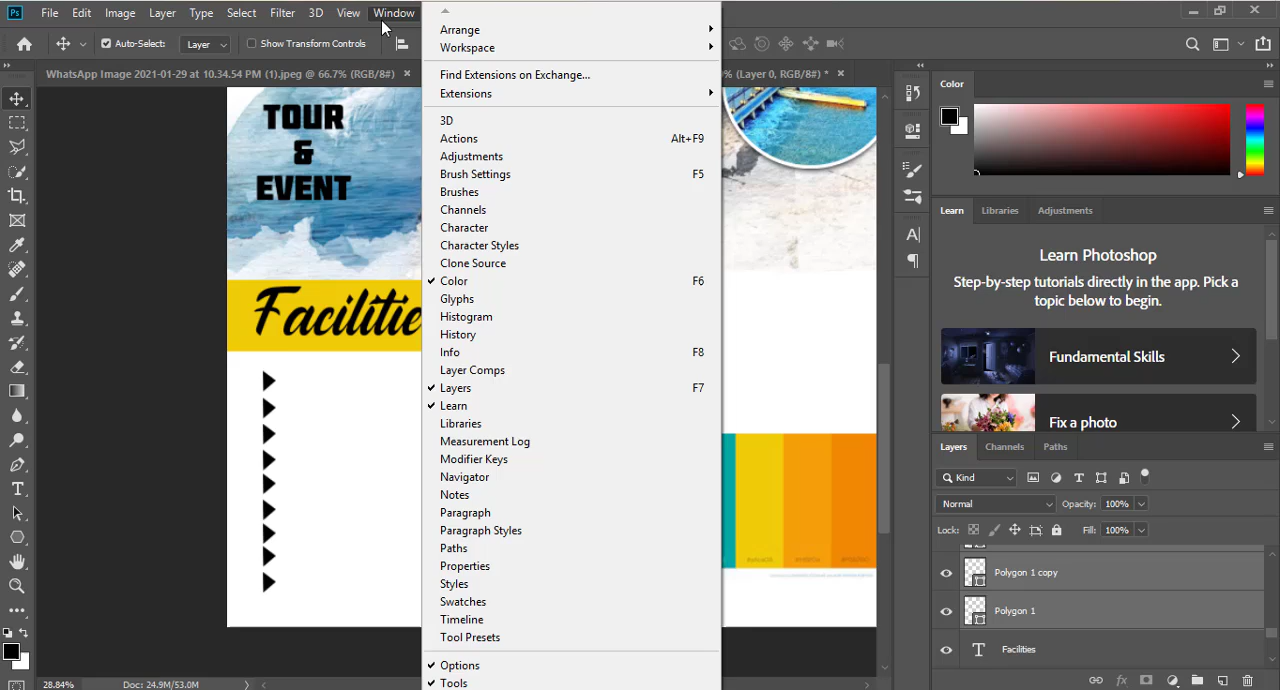 Ps File Edit Image Layer Type Select Filter 3D View Window
Auto-Select: Layer Show Transform Controls
WhatsApp Image 2021-01-29 at 10.34.54 PM (1).jpeg @ 66.7% (RGB/8#) × % (Layer 0, RGB/8#) * ×
TOUR
&
EVENT
Facilitie
Arrange
Workspace
Find Extensions on Exchange...
Extensions
3D
Actions Alt+F9
Adjustments
Brush Settings F5
Brushes
Channels
Character
Character Styles
Clone Source
Color F6
Glyphs
Histogram
History
Info F8
Layer Comps
Layers F7
Learn
Libraries
Measurement Log
Modifier Keys
Navigator
Notes
Paragraph
Paragraph Styles
Paths
Properties
Styles
Swatches
Timeline
Tool Presets
Options
Tools
Color
Learn Libraries Adjustments
Learn Photoshop
Step-by-step tutorials directly in the app. Pick a
topic below to begin.
Fundamental Skills
Fix a photo
Layers Channels Paths
Kind
Normal Opacity: 100%
Lock: Fill: 100%
Polygon 1 copy
Polygon 1
T Facilities
fx
28.84% Doc: 24.9M/53.0M